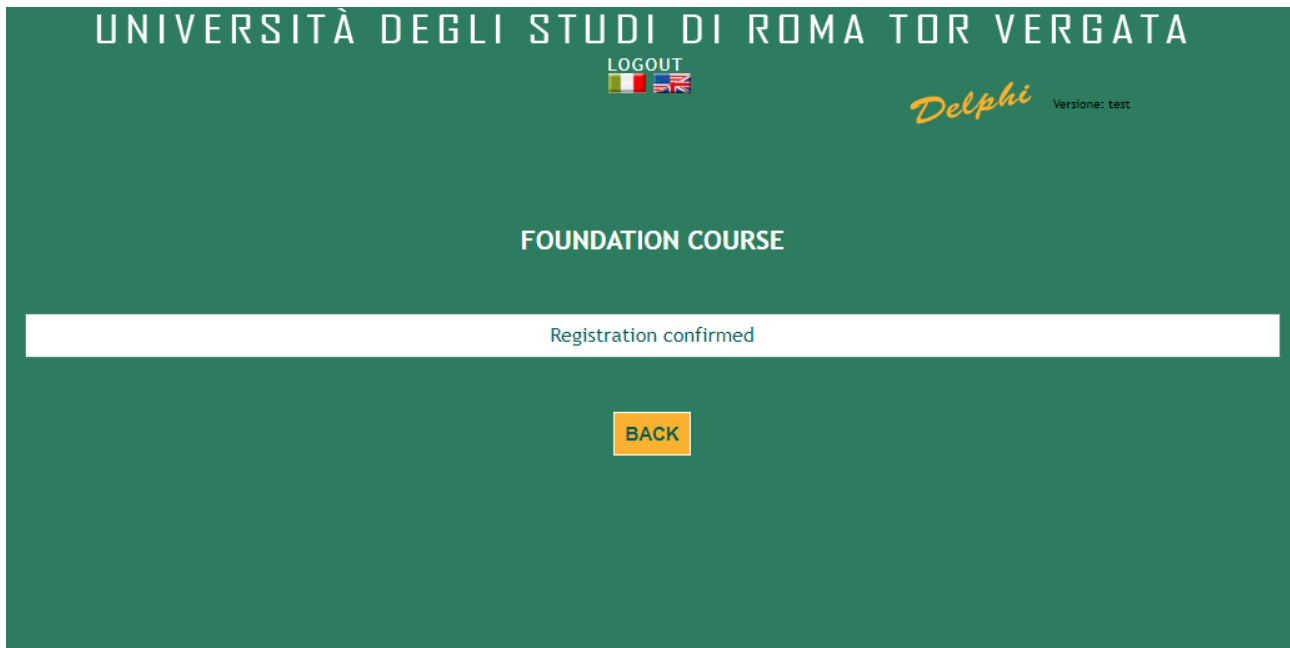 UNIVERSITÀ DEGLI STUDI DI ROMA TOR VERGATA
LOGOUT
Delphi Versione: test
FOUNDATION COURSE
Registration confirmed
BACK